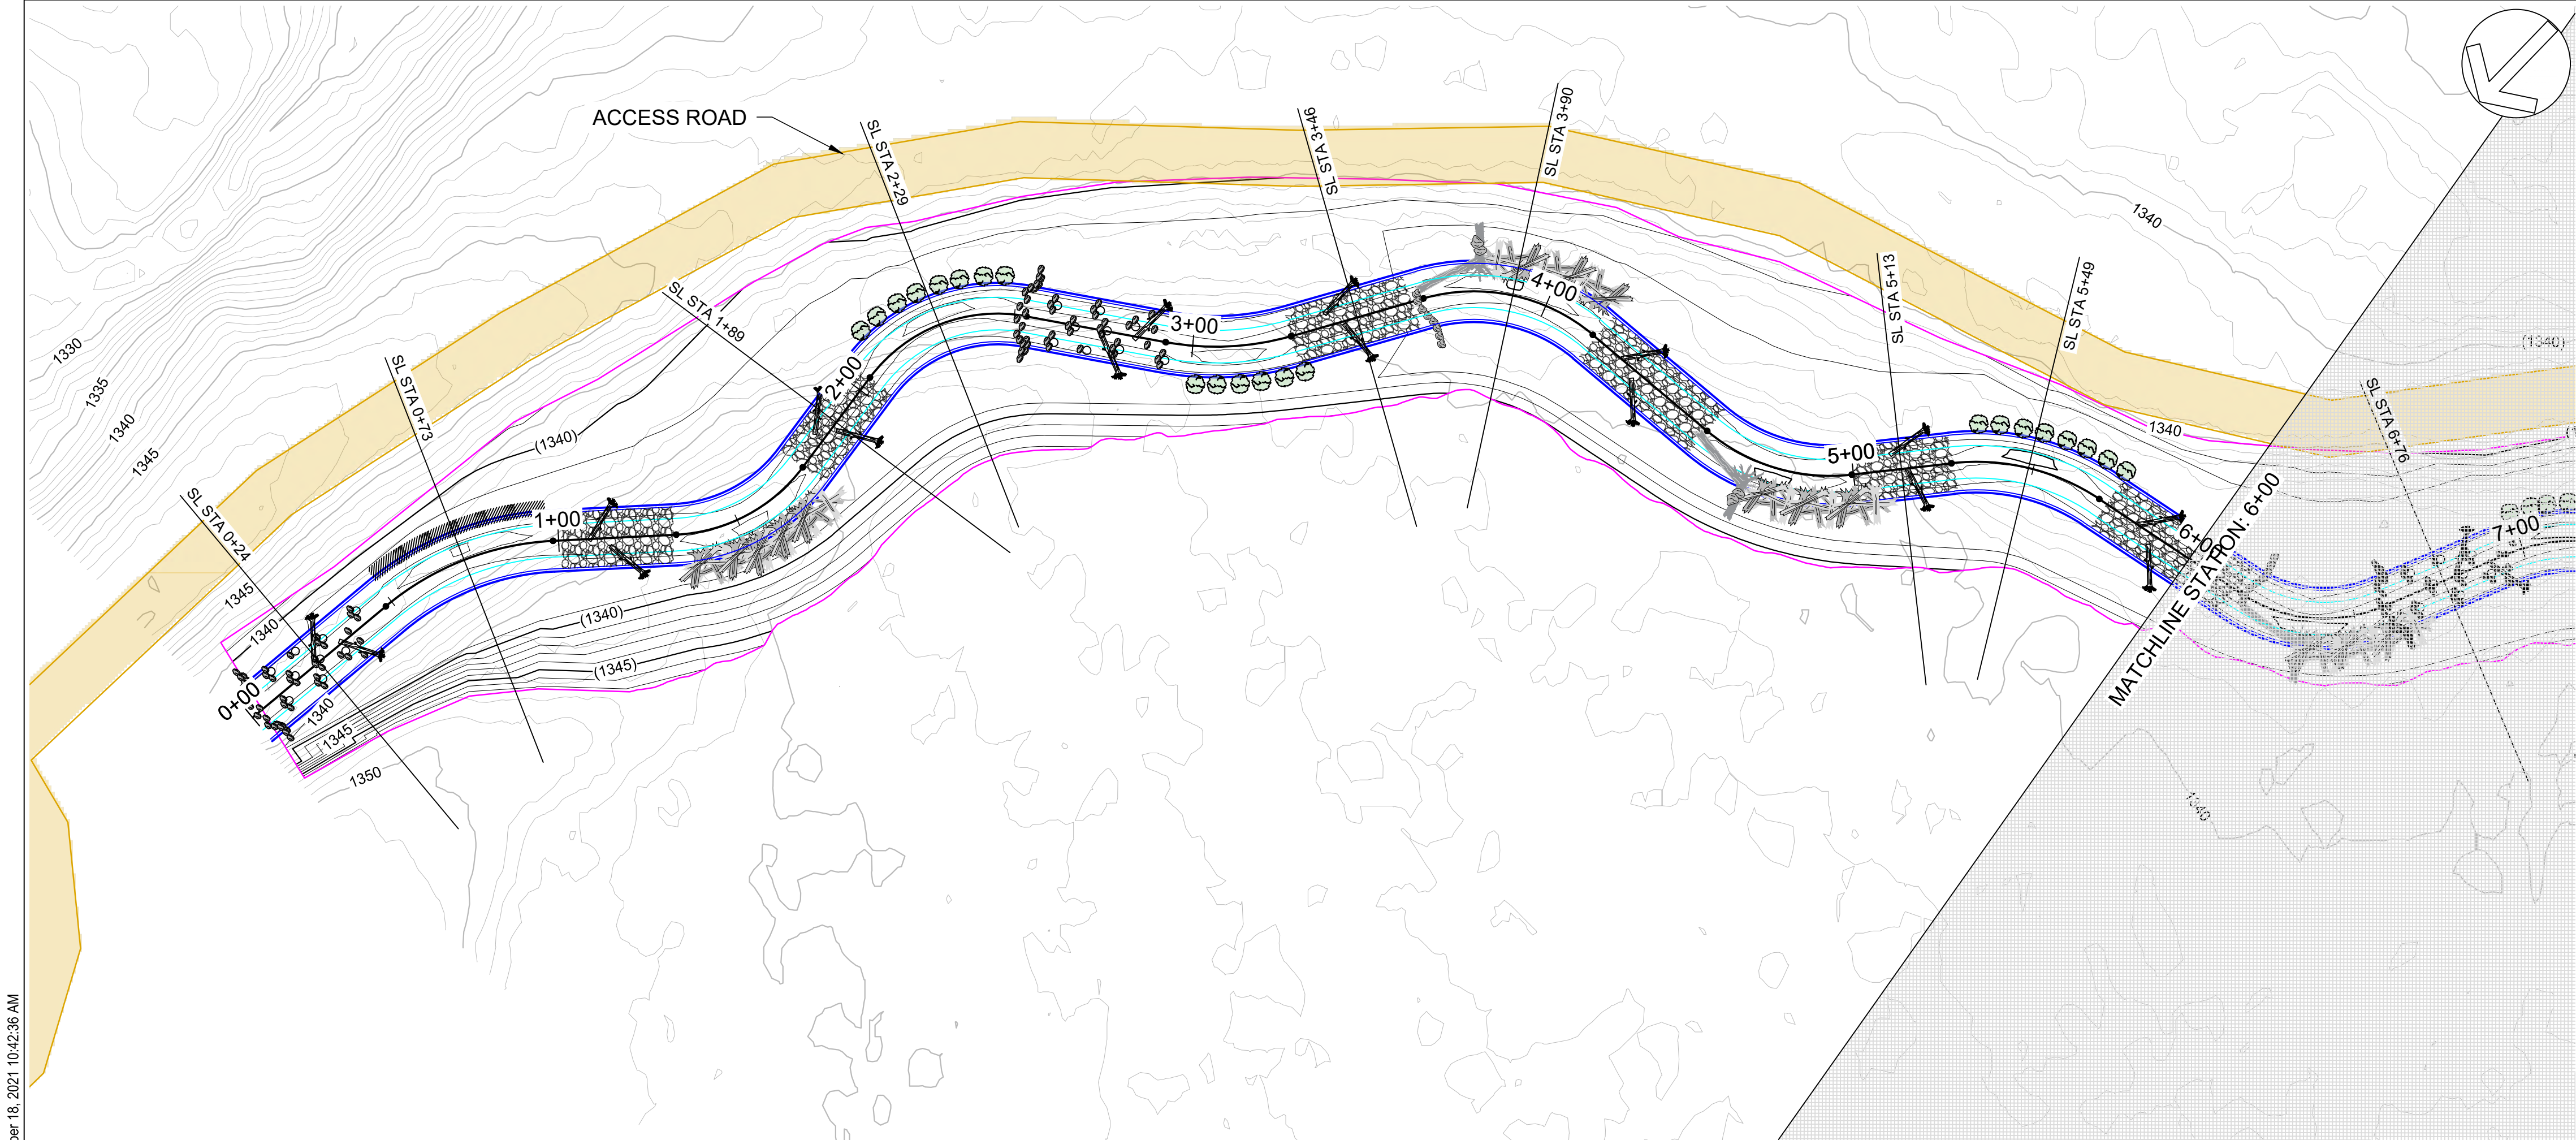 ACCESS ROAD
SL STA 0+24
SL STA 0+73
SL STA 1+89
SL STA 2+29
SL STA 3+46
SL STA 3+90
SL STA 5+13
SL STA 5+49
SL STA 6+76
0+00
1+00
2+00
3+00
4+00
5+00
6+00
7+00
MATCHLINE STATION: 6+00
1330
1335
1340
1345
1345
1340
1340
1345
1350
(1340)
(1340)
(1345)
1340
1340
(1340)
1340
18, 2021 10:42:36 AM